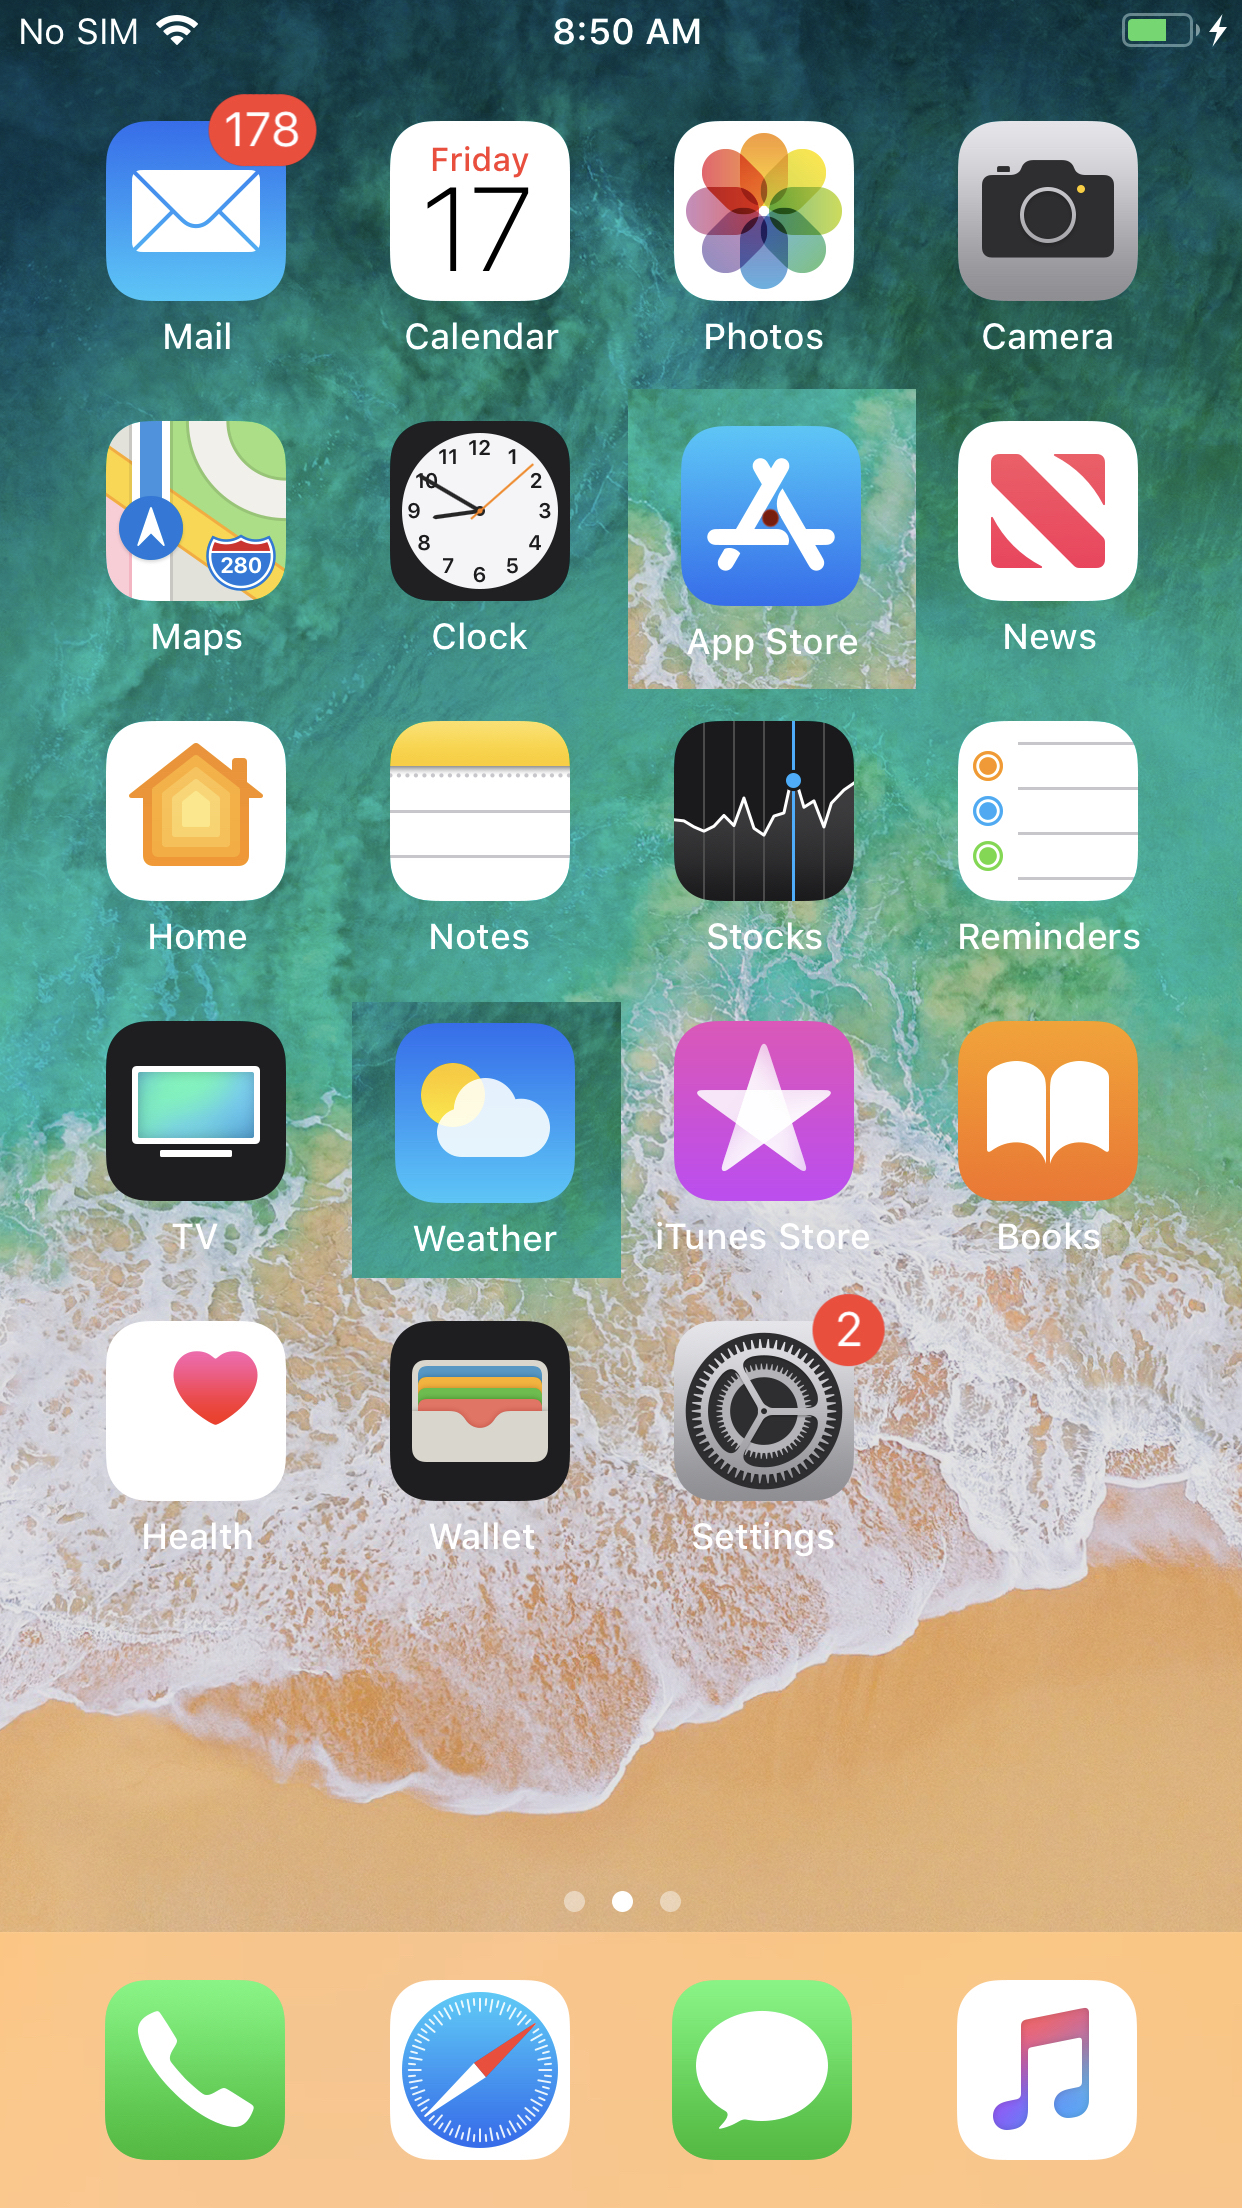 No SIM 8:50 AM
178
Friday
17
Mail Calendar Photos Camera
12
11 1
10 2
9 3
8 4
7 5
6
280
Maps Clock App Store News
Home Notes Stocks Reminders
TV Weather iTunes Store Books
2
Health Wallet Settings